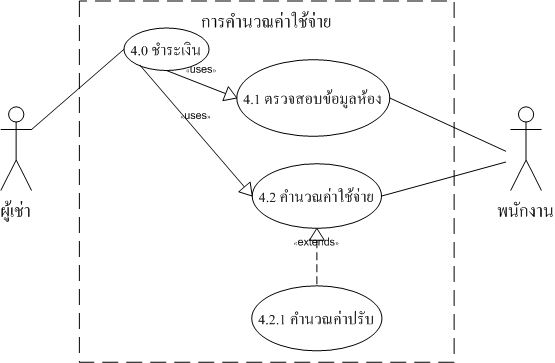 การคำนวณค่าใช้จ่าย
4.0 ชำระเงิน
«uses»
4.1 ตรวจสอบข้อมูลห้อง
«uses»
4.2 คำนวณค่าใช้จ่าย
ผู้เช่า
พนักงาน
«extends»
4.2.1 คำนวณค่าปรับ